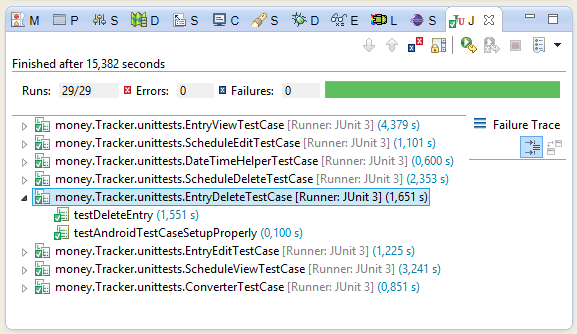 M P S D S C S D E L S J
Finished after 15,382 seconds
Runs: 29/29 Errors: 0 Failures: 0
money.Tracker.unittests.EntryViewTestCase [Runner: JUnit 3] (4,379 s)
Failure Trace
money.Tracker.unittests.ScheduleEditTestCase [Runner: JUnit 3] (1,101 s)
money.Tracker.unittests.DateTimeHelperTestCase [Runner: JUnit 3] (0,600 s)
money.Tracker.unittests.ScheduleDeleteTestCase [Runner: JUnit 3] (2,353 s)
money.Tracker.unittests.EntryDeleteTestCase [Runner: JUnit 3] (1,651 s)
testDeleteEntry (1,551 s)
testAndroidTestCaseSetupProperly (0,100 s)
money.Tracker.unittests.EntryEditTestCase [Runner: JUnit 3] (1,225 s)
money.Tracker.unittests.ScheduleViewTestCase [Runner: JUnit 3] (3,241 s)
money.Tracker.unittests.ConverterTestCase [Runner: JUnit 3] (0,851 s)